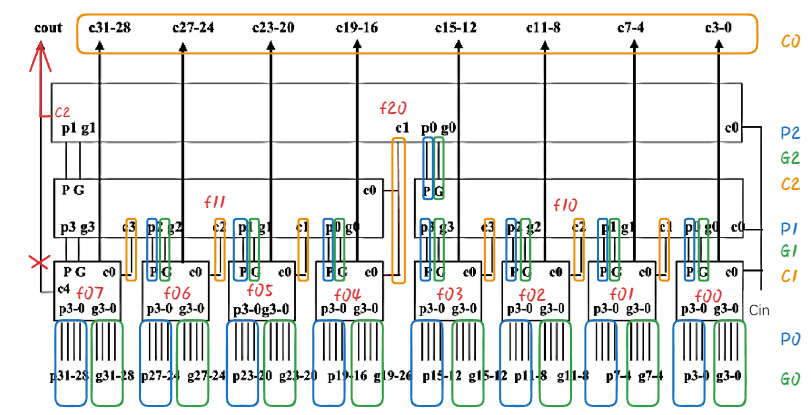 cout c31-28 c27-24 c23-20 c19-16 c15-12 c11-8 c7-4 c3-0 C0
C2 f20
p1 g1 c1 p0 g0 c0 P2
G2
P G c0 P G C2
f11 f10
p3 g3 c3 p2 g2 c2 p1 g1 c1 p0 g0 p3 g3 c3 p2 g2 c2 p1 g1 c1 p0 g0 c0 P1
G1
P G c0 P G c0 P G c0 P G c0 P G c0 P G c0 P G c0 P G c0 C1
c4 f07 f06 f05 f04 f03 f02 f01 f00
p3-0 g3-0 p3-0 g3-0 p3-0g3-0 p3-0 g3-0 p3-0 g3-0 p3-0 g3-0 p3-0 g3-0 p3-0 g3-0 Cin
P0
p31-28 g31-28 p27-24 g27-24 p23-20 g23-20 p19-16 g19-26 p15-12 g15-12 p11-8 g11-8 p7-4 g7-4 p3-0 g3-0 G0